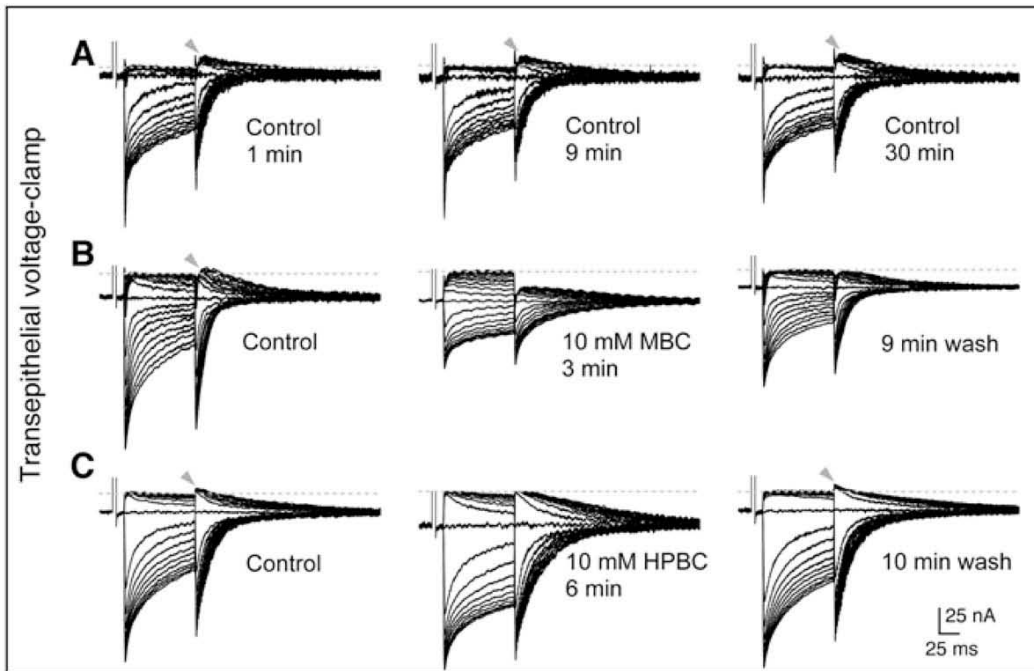 Transepithelial voltage-clamp
A
Control
1 min
Control
9 min
Control
30 min
B
Control
10 mM MBC
3 min
9 min wash
C
Control
10 mM HPBC
6 min
10 min wash
25 nA
25 ms